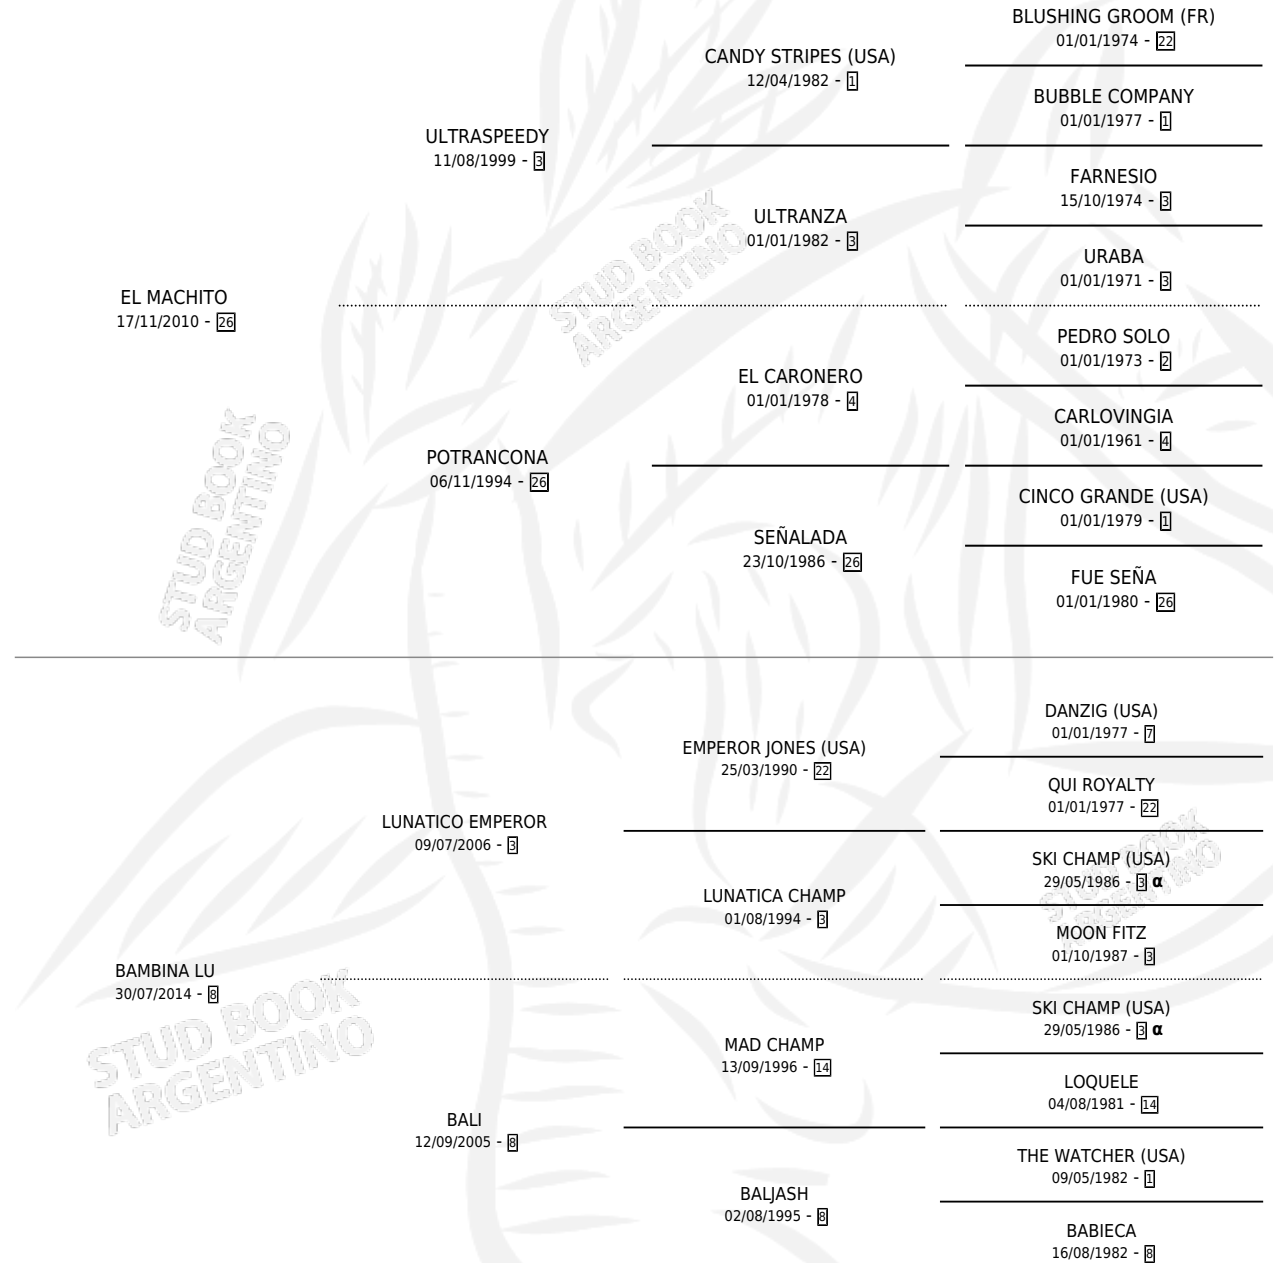 BLUSHING GROOM (FR)
01/01/1974 - 22
CANDY STRIPES (USA)
12/04/1982 - 1
BUBBLE COMPANY
01/01/1977 - 1
ULTRASPEEDY
11/08/1999 - 3
FARNESIO
15/10/1974 - 3
ULTRANZA
01/01/1982 - 3
URABA
01/01/1971 - 3
EL MACHITO
17/11/2010 - 26
PEDRO SOLO
01/01/1973 - 2
EL CARONERO
01/01/1978 - 4
CARLOVINGIA
01/01/1961 - 4
POTRANCONA
06/11/1994 - 26
CINCO GRANDE (USA)
01/01/1979 - 1
SEÑALADA
23/10/1986 - 26
FUE SEÑA
01/01/1980 - 26
DANZIG (USA)
01/01/1977 - 7
EMPEROR JONES (USA)
25/03/1990 - 22
QUI ROYALTY
01/01/1977 - 22
LUNATICO EMPEROR
09/07/2006 - 3
SKI CHAMP (USA)
29/05/1986 - 3 α
LUNATICA CHAMP
01/08/1994 - 3
MOON FITZ
01/10/1987 - 3
BAMBINA LU
30/07/2014 - 8
SKI CHAMP (USA)
29/05/1986 - 3 α
MAD CHAMP
13/09/1996 - 14
LOQUELE
04/08/1981 - 14
BALI
12/09/2005 - 8
THE WATCHER (USA)
09/05/1982 - 1
BALJASH
02/08/1995 - 8
BABIECA
16/08/1982 - 8
STUD BOOK
ARGENTINO
STUD BOOK
ARGENTINO
STUD BOOK
ARGENTINO
STUD BOOK
ARGENTINO